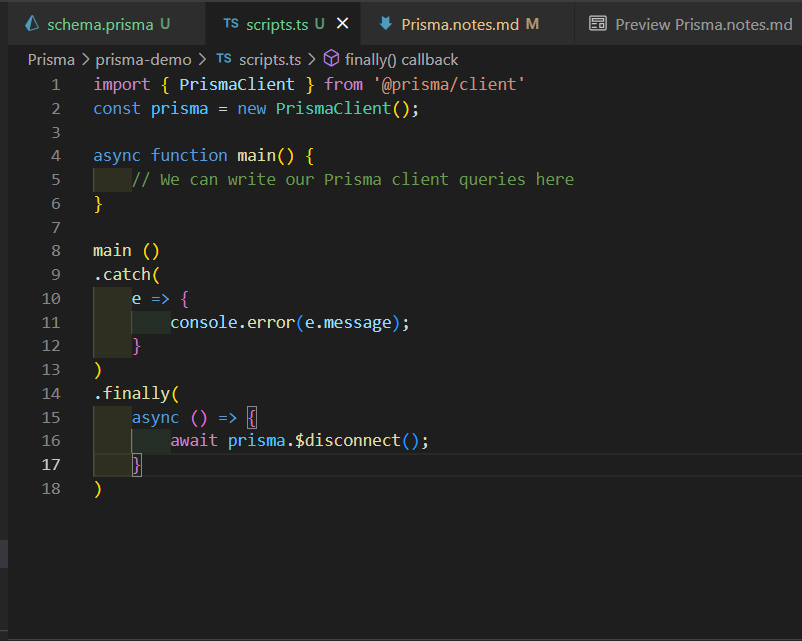 schema.prisma U TS scripts.ts U Prisma.notes.md M Preview Prisma.notes.md
Prisma > prisma-demo > TS scripts.ts > finally() callback
1 import { PrismaClient } from '@prisma/client'
2 const prisma = new PrismaClient();
3
4 async function main() {
5     // We can write our Prisma client queries here
6 }
7
8 main ()
9 .catch(
10     e => {
11         console.error(e.message);
12     }
13 )
14 .finally(
15     async () => {
16         await prisma.$disconnect();
17     }
18 )